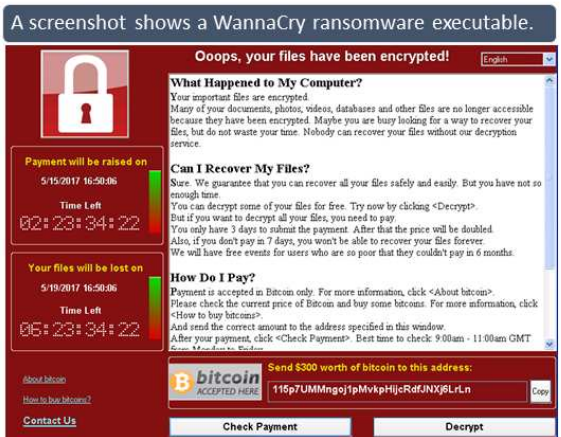 A screenshot shows a WannaCry ransomware executable.
Ooops, your files have been encrypted!
English
What Happened to My Computer?
Your important files are encrypted.
Many of your documents, photos, videos, databases and other files are no longer accessible
because they have been encrypted. Maybe you are busy looking for a way to recover your
files, but do not waste your time. Nobody can recover your files without our decryption
service.
Can I Recover My Files?
Sure. We guarantee that you can recover all your files safely and easily. But you have not so
enough time.
You can decrypt some of your files for free. Try now by clicking <Decrypt>.
But if you want to decrypt all your files, you need to pay.
You only have 3 days to submit the payment. After that the price will be doubled.
Also, if you don't pay in 7 days, you won't be able to recover your files forever.
We will have free events for users who are so poor that they couldn't pay in 6 months.
How Do I Pay?
Payment is accepted in Bitcoin only. For more information, click <About bitcoin>.
Please check the current price of Bitcoin and buy some bitcoins. For more information, click
<How to buy bitcoins>.
And send the correct amount to the address specified in this window.
After your payment, click <Check Payment>. Best time to check: 9:00am - 11:00am GMT
from Monday to Friday
Payment will be raised on
5/15/2017 16:50:06
Time Left
02:23:34:22
Your files will be lost on
5/19/2017 16:50:06
Time Left
06:23:34:22
About bitcoin
How to buy bitcoins?
Contact Us
bitcoin
ACCEPTED HERE
Send $300 worth of bitcoin to this address:
115p7UMMngoj1pMvkpHijcRdfJNXj6LrLn
Copy
Check Payment
Decrypt